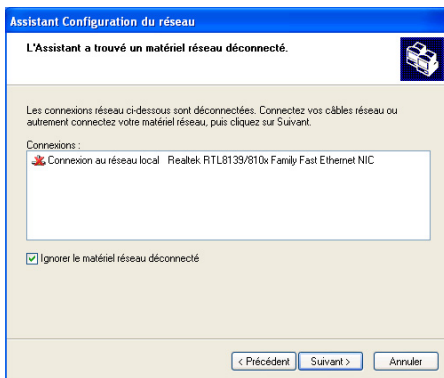 Assistant Configuration du réseau
L'Assistant a trouvé un matériel réseau déconnecté.
Les connexions réseau ci-dessous sont déconnectées. Connectez vos câbles réseau ou
autrement connectez votre matériel réseau, puis cliquez sur Suivant.
Connexions :
Connexion au réseau local Realtek RTL8139/810x Family Fast Ethernet NIC
Ignorer le matériel réseau déconnecté
< Précédent Suivant > Annuler